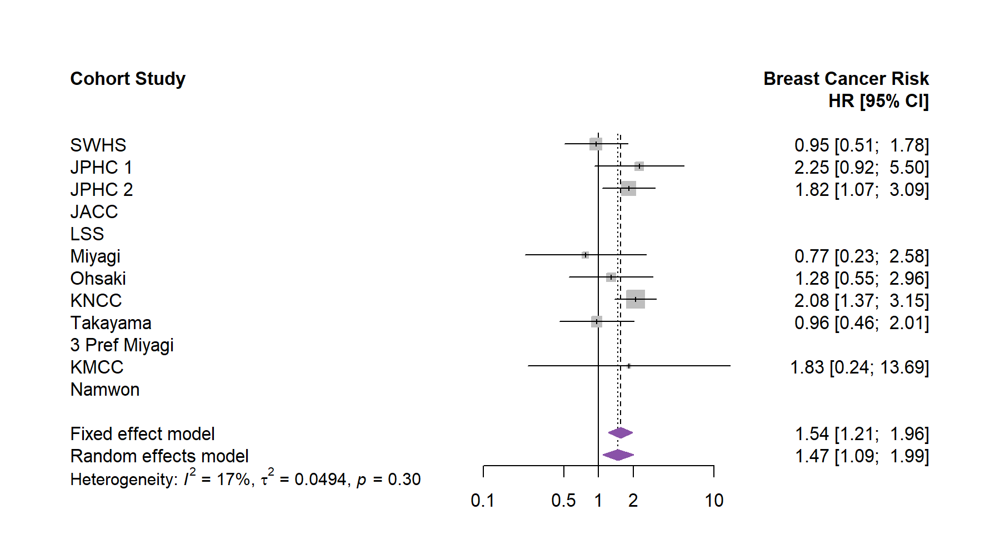 Cohort Study Breast Cancer Risk
HR [95% CI]
SWHS 0.95 [0.51; 1.78]
JPHC 1 2.25 [0.92; 5.50]
JPHC 2 1.82 [1.07; 3.09]
JACC
LSS
Miyagi 0.77 [0.23; 2.58]
Ohsaki 1.28 [0.55; 2.96]
KNCC 2.08 [1.37; 3.15]
Takayama 0.96 [0.46; 2.01]
3 Pref Miyagi
KMCC 1.83 [0.24; 13.69]
Namwon
Fixed effect model 1.54 [1.21; 1.96]
Random effects model 1.47 [1.09; 1.99]
Heterogeneity: I² = 17%, τ² = 0.0494, p = 0.30
0.1 0.5 1 2 10